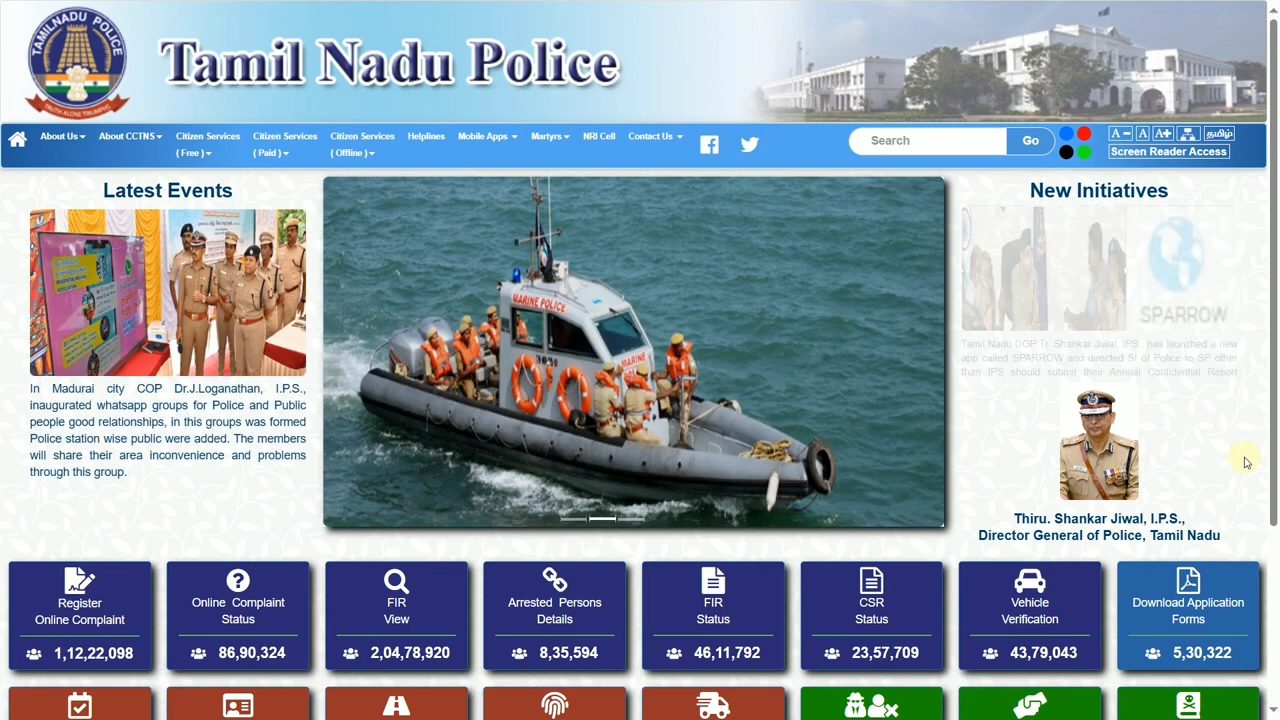 TAMILNADU POLICE
TRUTH ALONE TRIUMPHS
Tamil Nadu Police
About Us
About CCTNS
Citizen Services
( Free )
Citizen Services
( Paid )
Citizen Services
( Offline )
Helplines
Mobile Apps
Martyrs
NRI Cell
Contact Us
Search
Go
A −
A
A+
தமிழ்
Screen Reader Access
Latest Events
In Madurai city COP Dr.J.Loganathan, I.P.S.,
inaugurated whatsapp groups for Police and Public
people good relationships, in this groups was formed
Police station wise public were added. The members
will share their area inconvenience and problems
through this group.
MARINE POLICE
MARINE
New Initiatives
SPARROW
Tamil Nadu DGP Tr. Shankar Jiwal, IPS. has launched a new
app called SPARROW and directed SI of Police to SP other
than IPS should submit their Annual Confidential Report
Thiru. Shankar Jiwal, I.P.S.,
Director General of Police, Tamil Nadu
Register
Online Complaint
1,12,22,098
Online Complaint
Status
86,90,324
FIR
View
2,04,78,920
Arrested Persons
Details
8,35,594
FIR
Status
46,11,792
CSR
Status
23,57,709
Vehicle
Verification
43,79,043
Download Application
Forms
5,30,322